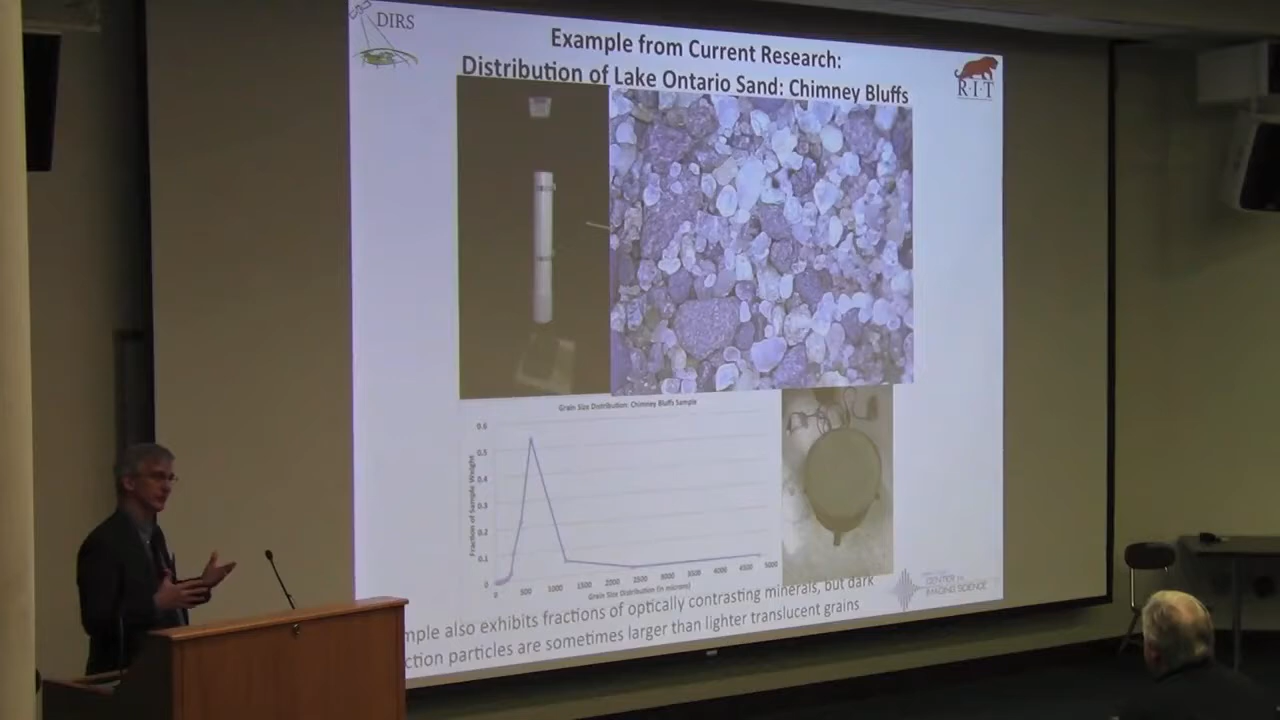 DIRS
Example from Current Research:
Distribution of Lake Ontario Sand: Chimney Bluffs
R·I·T
Grain Size Distribution: Chimney Bluffs Sample
Fraction of Sample Weight
0.6
0.5
0.4
0.3
0.2
0.1
0
0 500 1000 1500 2000 2500 3000 3500 4000 4500 5000
Grain Size Distribution (in microns)
mple also exhibits fractions of optically contrasting minerals, but dark
ction particles are sometimes larger than lighter translucent grains
CENTER for
IMAGING SCIENCE